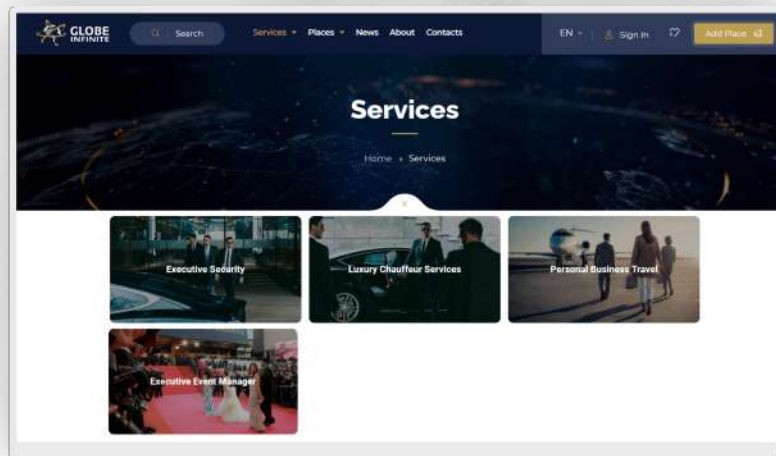 GLOBE
INFINITE
Search
Services
Places
News
About
Contacts
EN
Sign In
Add Place
Services
Home
Services
Executive Security
Luxury Chauffeur Services
Personal Business Travel
Executive Event Manager